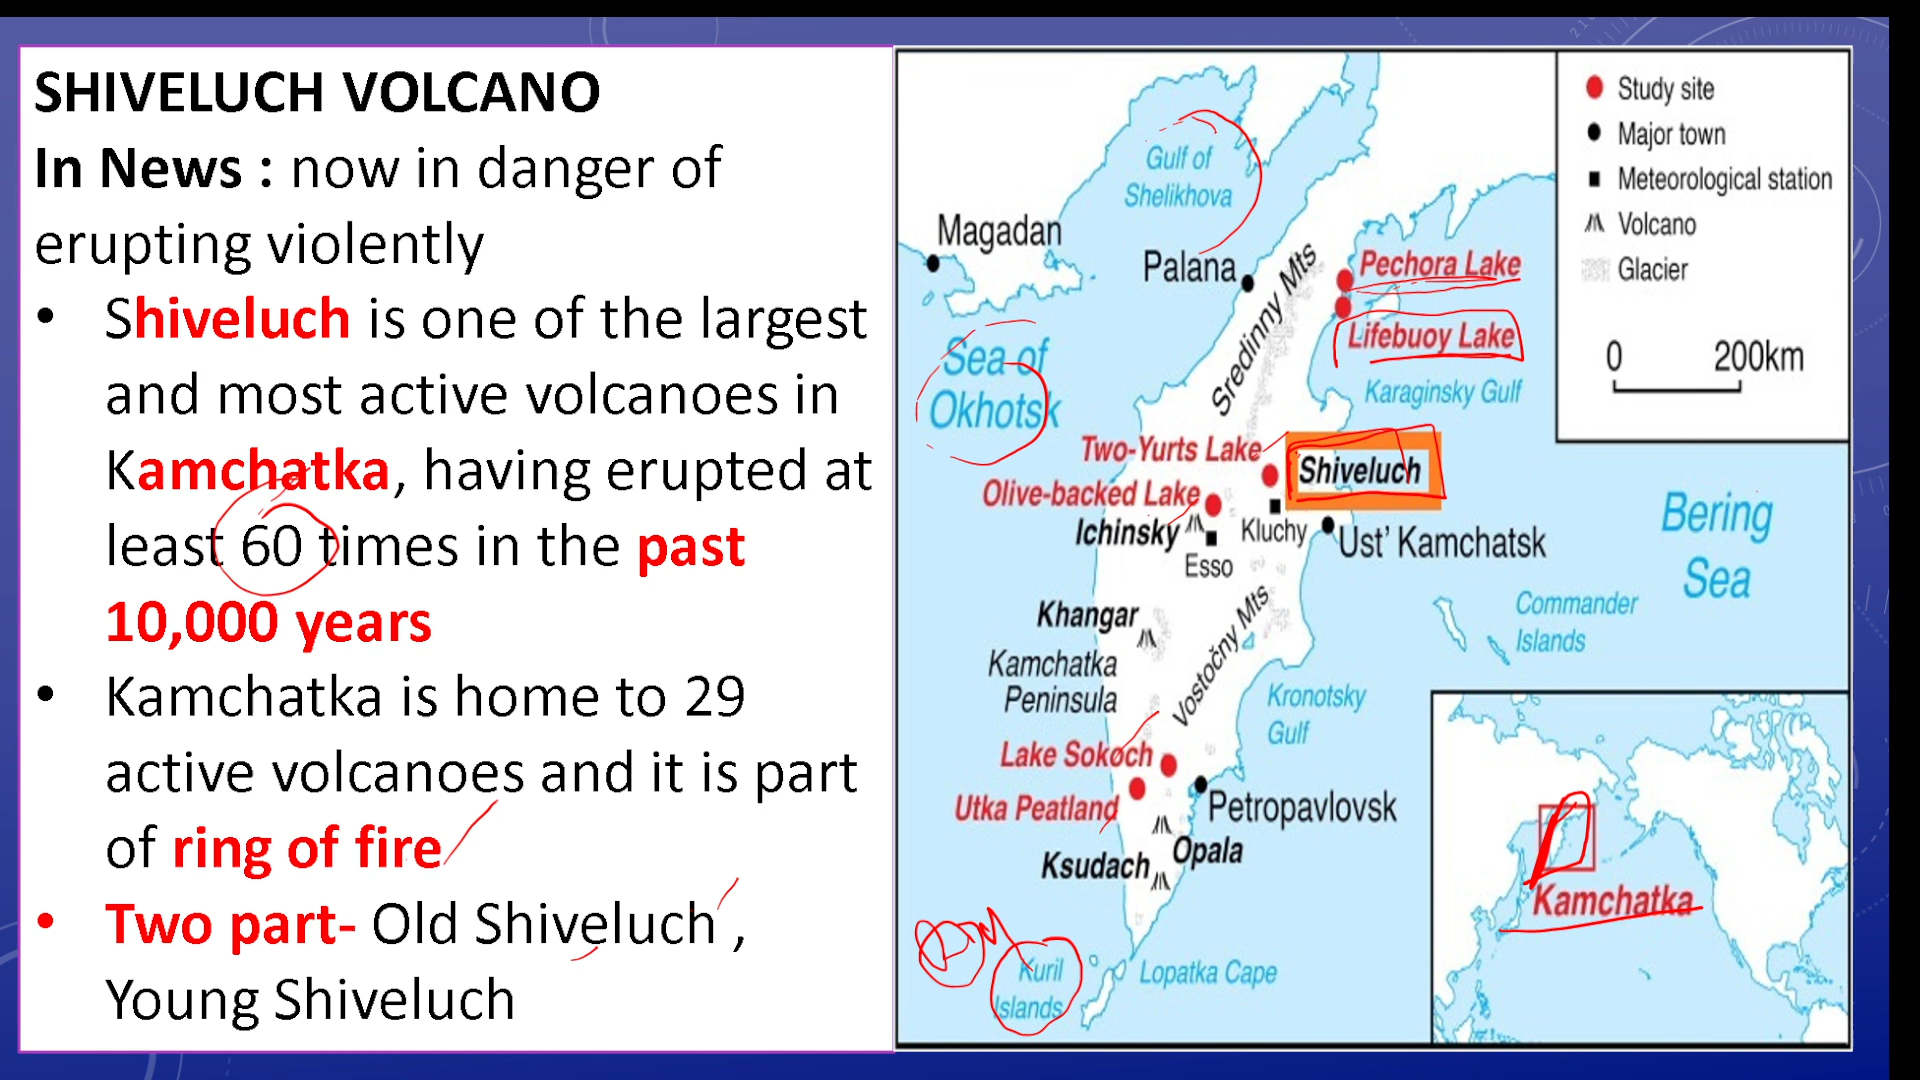 SHIVELUCH VOLCANO
In News : now in danger of
erupting violently
• Shiveluch is one of the largest
and most active volcanoes in
Kamchatka, having erupted at
least 60 times in the past
10,000 years
• Kamchatka is home to 29
active volcanoes and it is part
of ring of fire
• Two part- Old Shiveluch ,
Young Shiveluch
Study site
Major town
Meteorological station
Volcano
Glacier
0 200km
Gulf of
Shelikhova
Magadan
Palana
Sredinny Mts
Pechora Lake
Lifebuoy Lake
Sea of
Okhotsk
Karaginsky Gulf
Two-Yurts Lake
Shiveluch
Olive-backed Lake
Ichinsky
Kluchy
Ust' Kamchatsk
Esso
Bering
Sea
Khangar
Commander
Islands
Kamchatka
Peninsula
Vostočny Mts
Kronotsky
Gulf
Lake Sokoch
Utka Peatland
Petropavlovsk
Opala
Ksudach
Kuril
Islands
Lopatka Cape
Kamchatka